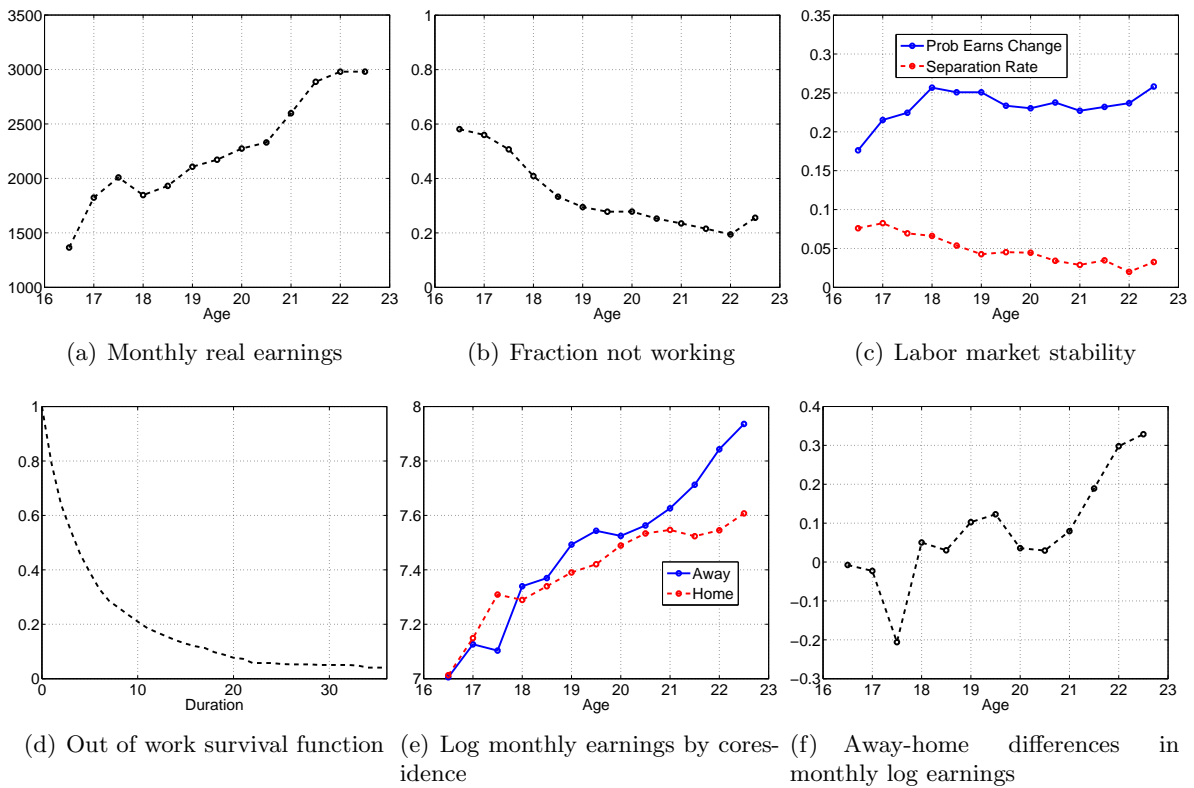 3500
3000
2500
2000
1500
1000
16 17 18 19 20 21 22 23
Age
(a) Monthly real earnings
1
0.8
0.6
0.4
0.2
0
16 17 18 19 20 21 22 23
Age
(b) Fraction not working
0.35
0.3
0.25
0.2
0.15
0.1
0.05
0
16 17 18 19 20 21 22 23
Age
Prob Earns Change
Separation Rate
(c) Labor market stability
1
0.8
0.6
0.4
0.2
0
0 10 20 30
Duration
(d) Out of work survival function
8
7.8
7.6
7.4
7.2
7
16 17 18 19 20 21 22 23
Age
Away
Home
(e) Log monthly earnings by cores-
idence
0.4
0.3
0.2
0.1
0
−0.1
−0.2
−0.3
16 17 18 19 20 21 22 23
Age
(f) Away-home differences in
monthly log earnings